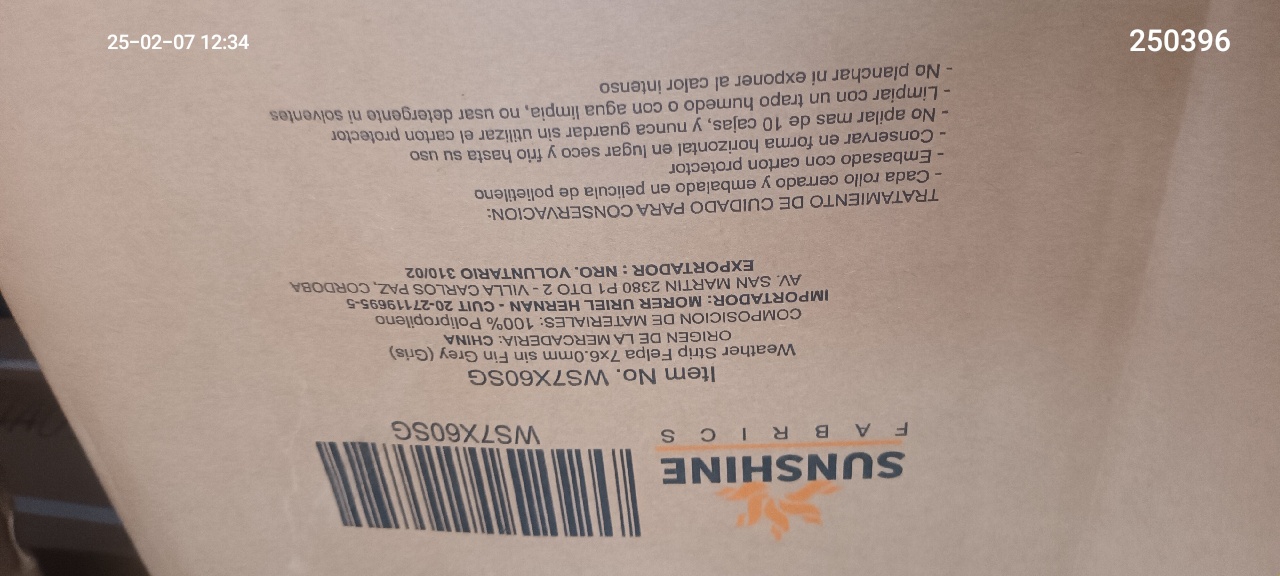 25-02-07 12:34
250396
SUNSHINE
FABRICS
WS7X60SG
Item No. WS7X60SG
Weather Strip Felpa 7x6.0mm sin Fin Grey (Gris)
ORIGEN DE LA MERCADERIA: CHINA
COMPOSICION DE MATERIALES: 100% Polipropileno
IMPORTADOR: MORER URIEL HERNAN - CUIT 20-27119695-5
AV. SAN MARTIN 2380 P1 DTO 2 - VILLA CARLOS PAZ, CORDOBA
EXPORTADOR : NRO. VOLUNTARIO 310/02
TRATAMIENTO DE CUIDADO PARA CONSERVACION:
- Cada rollo cerrado y embalado en pelicula de polietileno
- Embasado con carton protector
- Conservar en forma horizontal en lugar seco y frio hasta su uso
- No apilar mas de 10 cajas, y nunca guardar sin utilizar el carton protector
- Limpiar con un trapo humedo o con agua limpia, no usar detergente ni solventes
- No planchar ni exponer al calor intenso